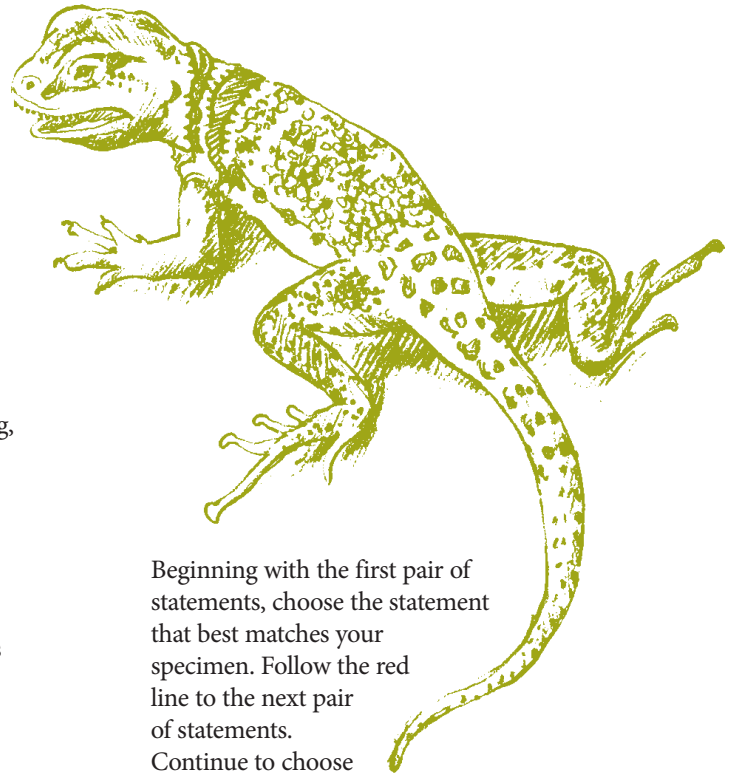 g,
s
Beginning with the first pair of
statements, choose the statement
that best matches your
specimen. Follow the red
line to the next pair
of statements.
Continue to choose